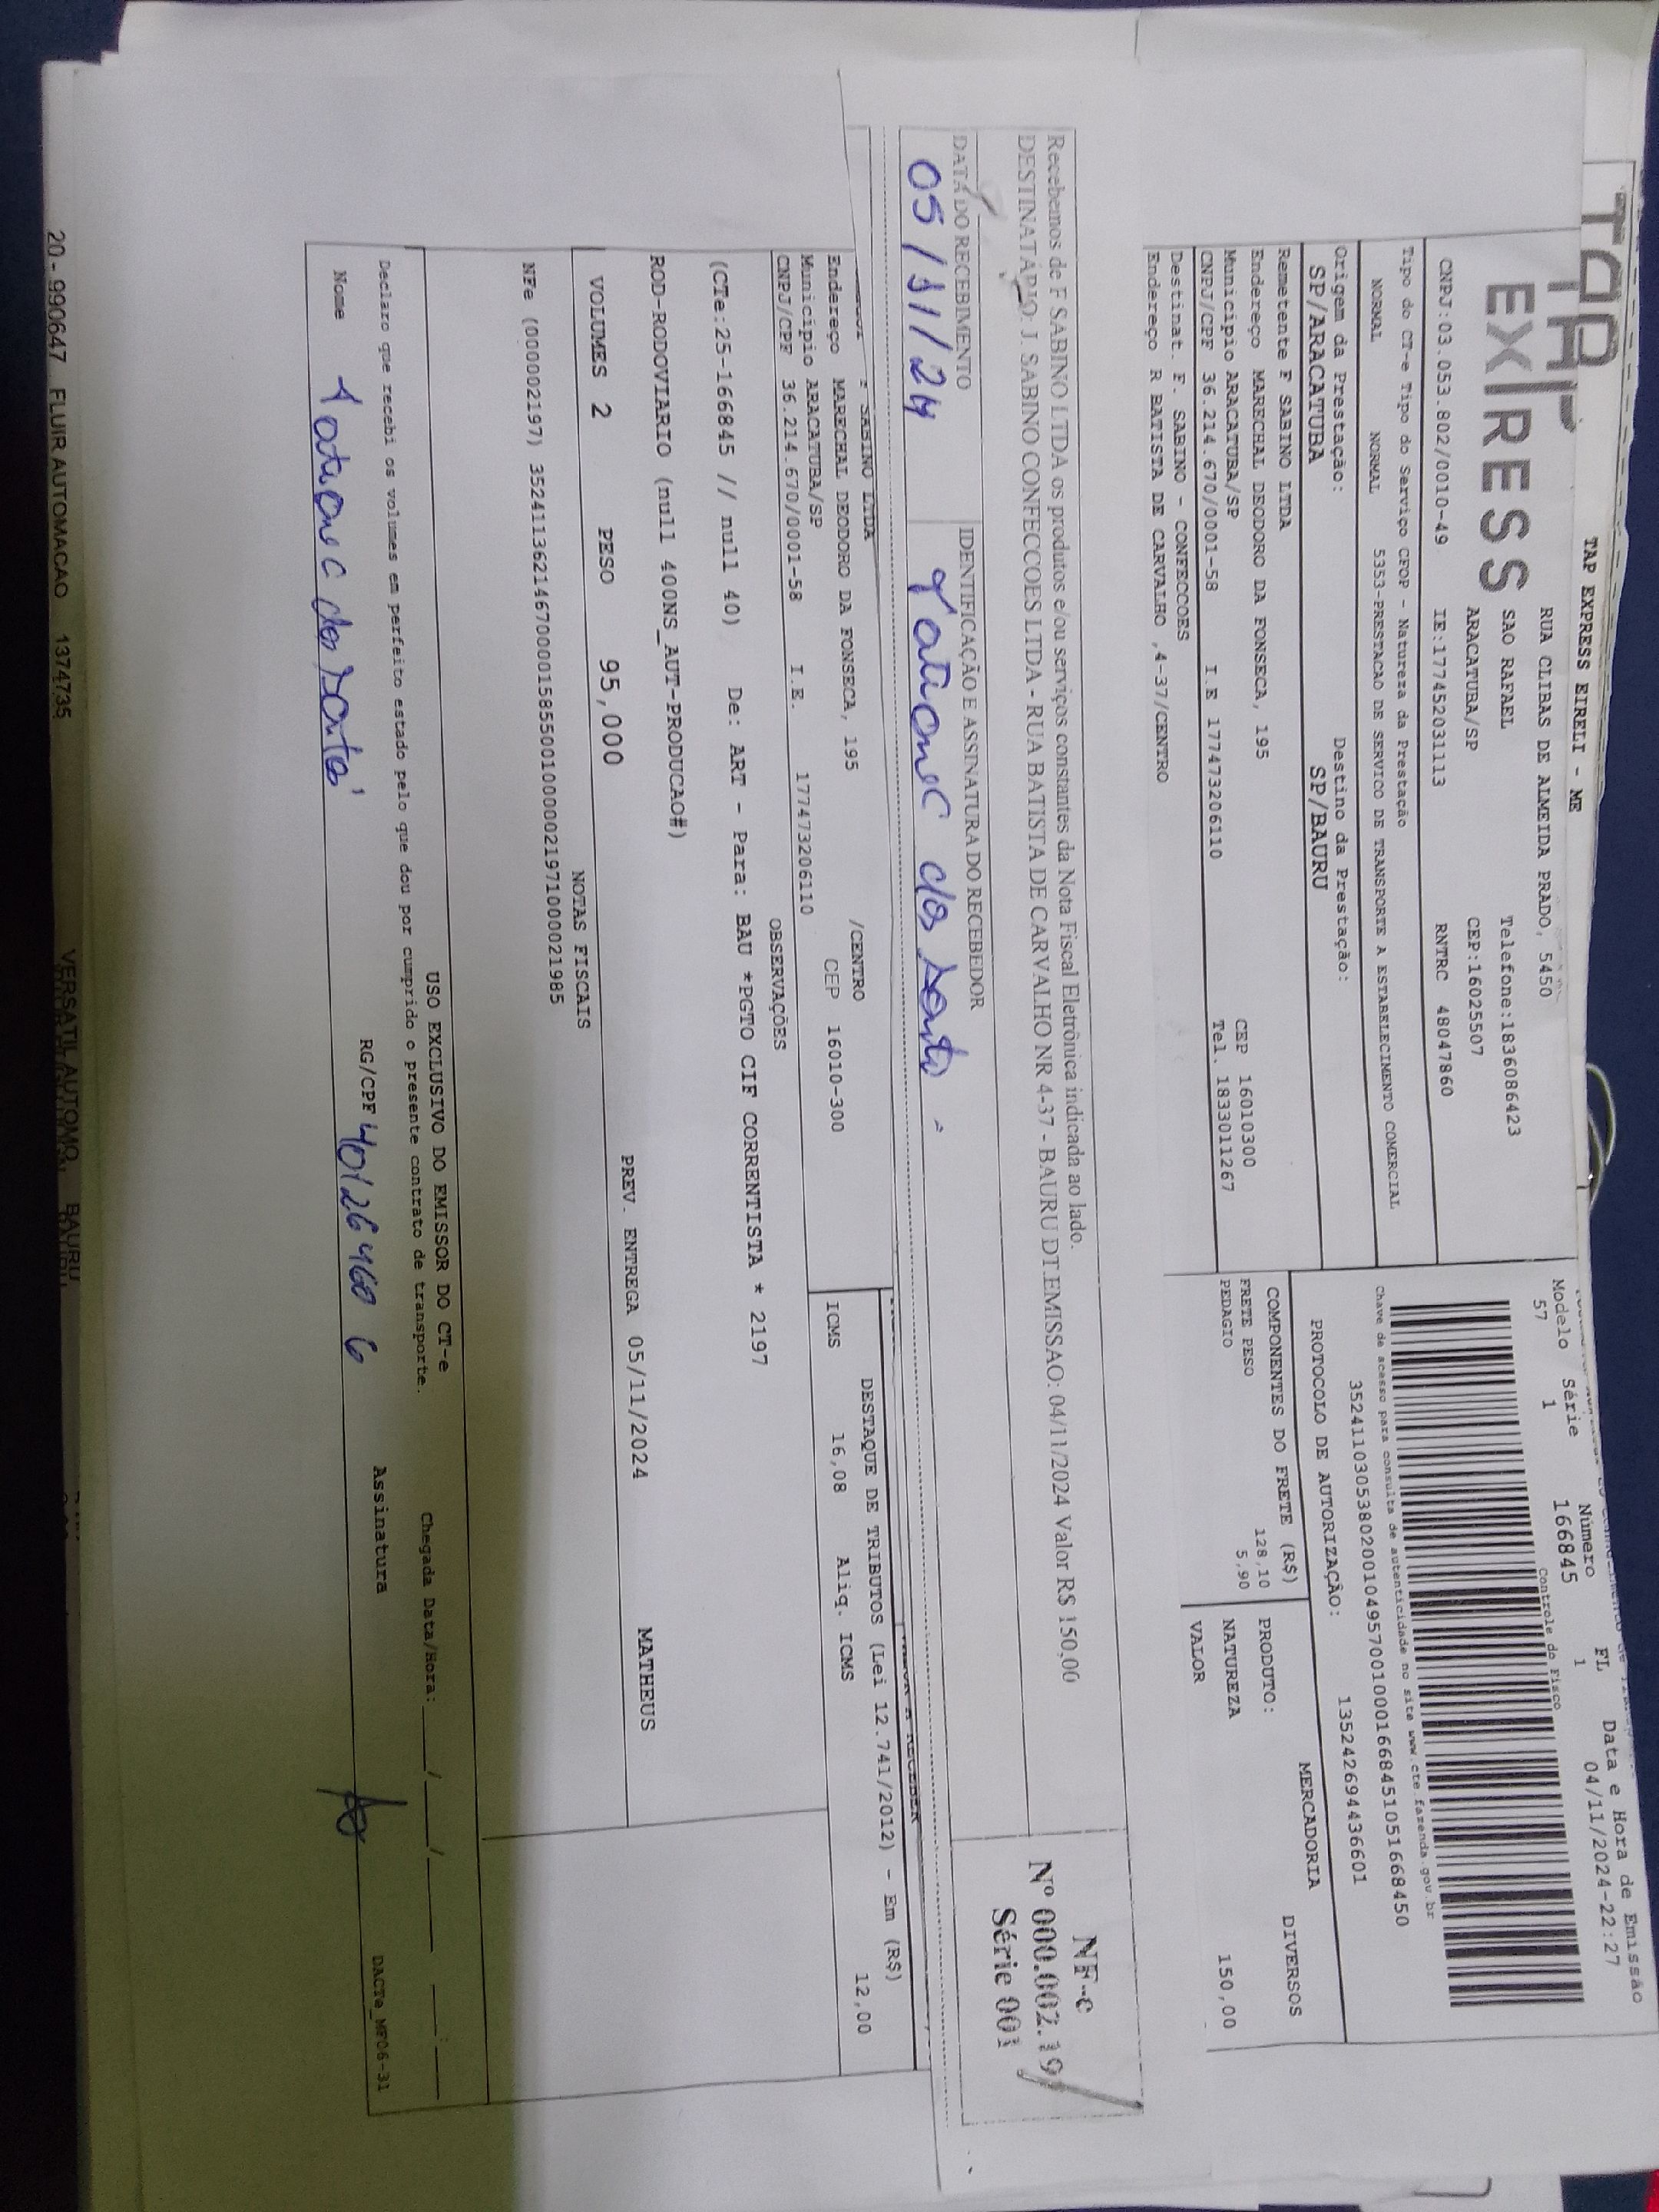 TAP
EXPRESS
TAP EXPRESS EIRELI - ME
RUA CLIBAS DE ALMEIDA PRADO, 5450
SAO RAFAEL Telefone:1836086423
ARACATUBA/SP CEP:16025507
CNPJ:03.053.802/0010-49 IE:177452031113 RNTRC 48047860
Tipo do CT-e Tipo do Serviço CFOP - Natureza da Prestação
NORMAL NORMAL 5353-PRESTACAO DE SERVICO DE TRANSPORTE A ESTABELECIMENTO COMERCIAL
Origem da Prestação: Destino da Prestação:
SP/ARACATUBA SP/BAURU
Remetente F SABINO LTDA
Endereço MARECHAL DEODORO DA FONSECA, 195 CEP 16010300
Municipio ARACATUBA/SP Tel. 1833011267
CNPJ/CPF 36.214.670/0001-58 I.E 177473206110
Destinat. F. SABINO - CONFECCOES
Endereço R BATISTA DE CARVALHO ,4-37/CENTRO
Modelo Série Número FL Data e Hora de Emissão
57 1 166845 1 04/11/2024-22:27
Controle do Fisco
Chave de acesso para consulta de autenticidade no site www.cte.fazenda.gov.br
35241103053802001049570010001668451051668450
PROTOCOLO DE AUTORIZAÇÃO: 135242694436601
COMPONENTES DO FRETE (R$) MERCADORIA
FRETE PESO 128,10 PRODUTO: DIVERSOS
PEDAGIO 5,90 NATUREZA
VALOR 150,00
Recebemos de F SABINO LTDA os produtos e/ou serviços constantes da Nota Fiscal Eletrônica indicada ao lado.
DESTINATÁRIO: J. SABINO CONFECCOES LTDA - RUA BATISTA DE CARVALHO NR 4-37 - BAURU DT.EMISSAO: 04/11/2024 Valor R$ 150,00
DATA DO RECEBIMENTO IDENTIFICAÇÃO E ASSINATURA DO RECEBEDOR
05/11/24
NF-e
Nº 000.002.19
Série 001
F SABINO LTDA
Endereço MARECHAL DEODORO DA FONSECA, 195 /CENTRO
Municipio ARACATUBA/SP CEP 16010-300
CNPJ/CPF 36.214.670/0001-58 I.E. 177473206110
DESTAQUE DE TRIBUTOS (Lei 12.741/2012) - Em (R$)
ICMS 16,08 Aliq. ICMS 12,00
OBSERVAÇÕES
(CTe:25-166845 // null 40) De: ART - Para: BAU *PGTO CIF CORRENTISTA * 2197
ROD-RODOVIARIO (null 400NS_AUT-PRODUCAO#)
VOLUMES 2 PESO 95,000 PREV. ENTREGA 05/11/2024 MATHEUS
NOTAS FISCAIS
NFe (000002197) 35241136214670000158550010000021971000021985
USO EXCLUSIVO DO EMISSOR DO CT-e
Declaro que recebi os volumes em perfeito estado pelo que dou por cumprido o presente contrato de transporte. Chegada Data/Hora: ____/____/____ ___:___
Nome RG/CPF 40126460 6 Assinatura DACTe_MF06-31
20-990647 FLUIR AUTOMACAO 1374735 VERSATIL AUTOMO. BAURU